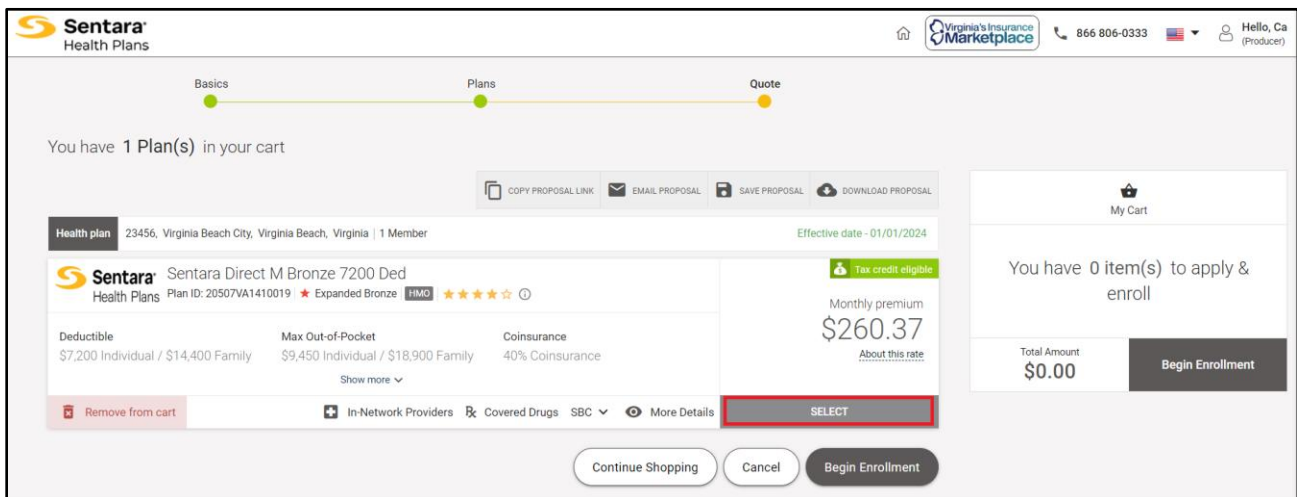 Sentara
Health Plans
Virginia's Insurance
Marketplace
866 806-0333
Hello, Ca
(Producer)
Basics
Plans
Quote
You have 1 Plan(s) in your cart
COPY PROPOSAL LINK
EMAIL PROPOSAL
SAVE PROPOSAL
DOWNLOAD PROPOSAL
Health plan
23456, Virginia Beach City, Virginia Beach, Virginia | 1 Member
Effective date - 01/01/2024
Sentara
Health Plans
Sentara Direct M Bronze 7200 Ded
Plan ID: 20507VA1410019
Expanded Bronze
HMO
Tax credit eligible
Monthly premium
$260.37
About this rate
Deductible
$7,200 Individual / $14,400 Family
Max Out-of-Pocket
$9,450 Individual / $18,900 Family
Coinsurance
40% Coinsurance
Show more
Remove from cart
In-Network Providers
Rx Covered Drugs
SBC
More Details
SELECT
Continue Shopping
Cancel
Begin Enrollment
My Cart
You have 0 item(s) to apply &
enroll
Total Amount
$0.00
Begin Enrollment